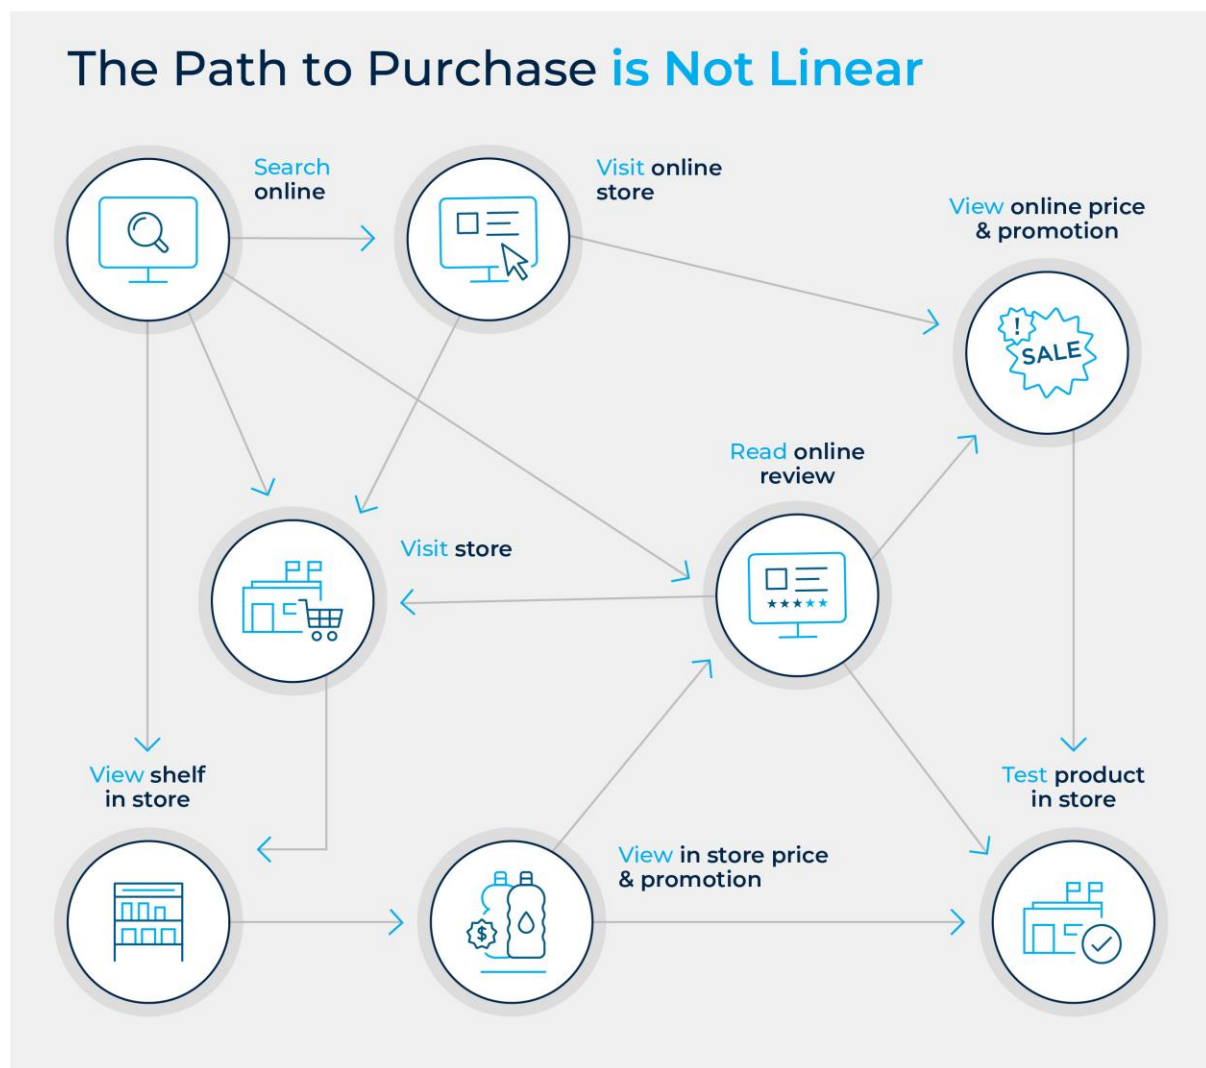 The Path to Purchase is Not Linear
Search
online
Visit online
store
View online price
& promotion
!
SALE
Read online
review
Visit store
View shelf
in store
Test product
in store
View in store price
& promotion
$